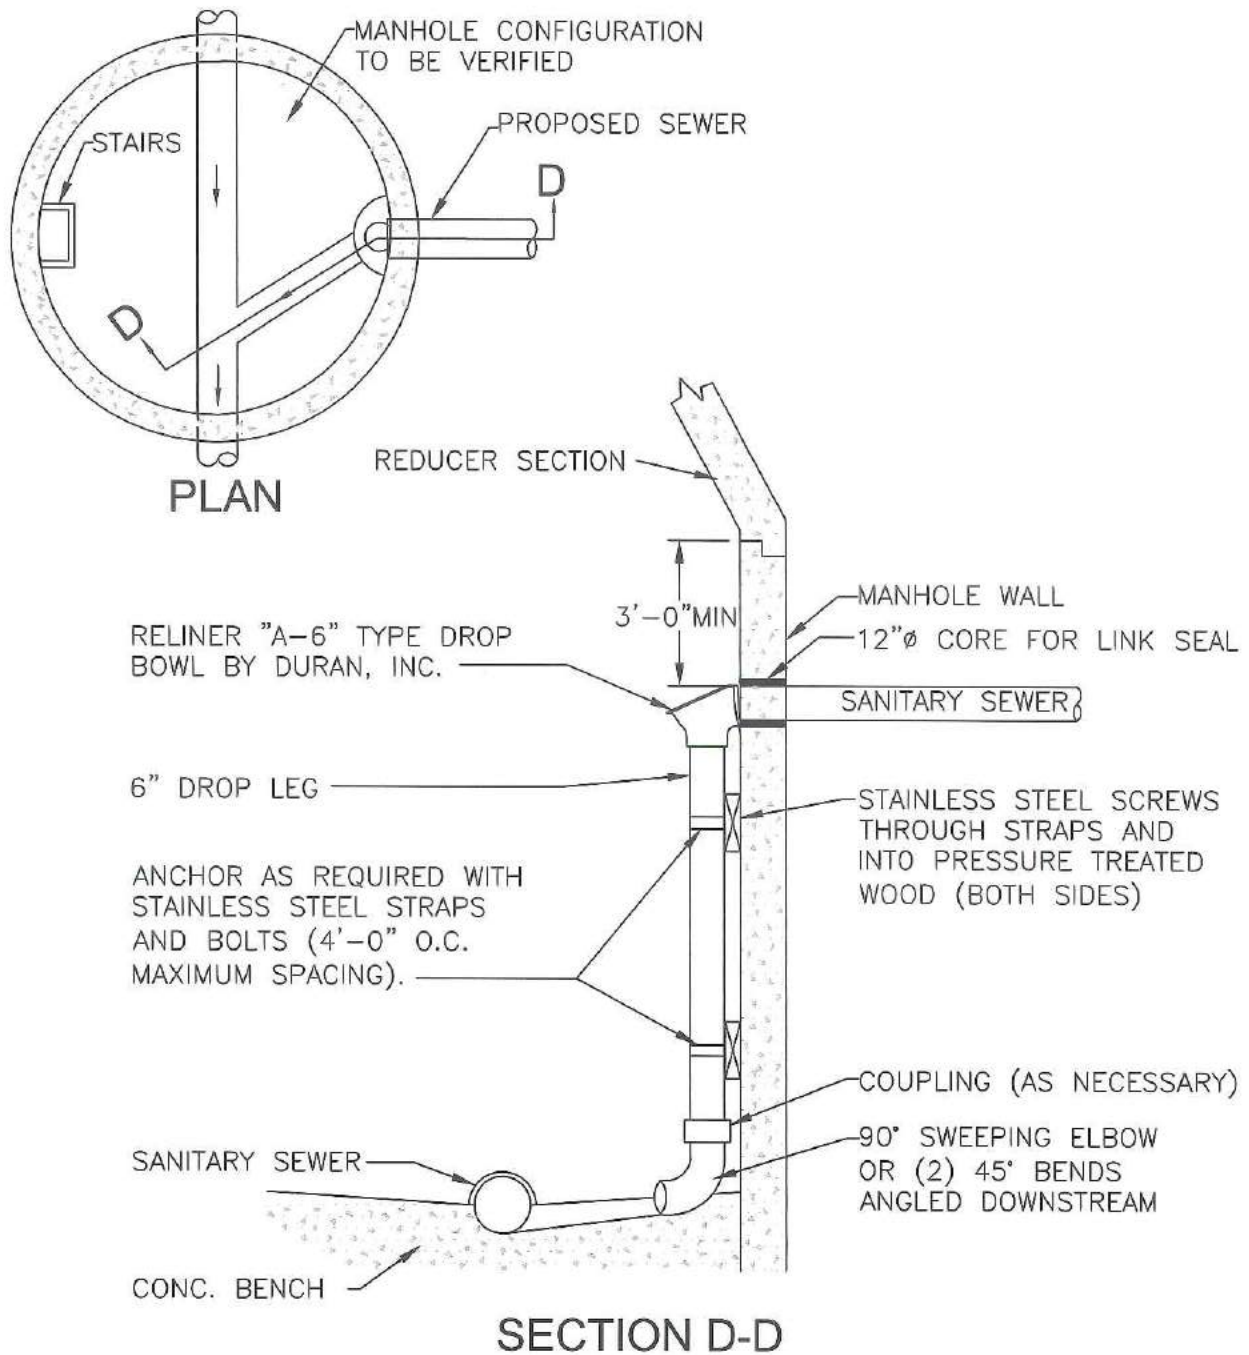 MANHOLE CONFIGURATION
TO BE VERIFIED
PROPOSED SEWER
STAIRS
D
D
PLAN
REDUCER SECTION
3'-0"MIN
MANHOLE WALL
12"ø CORE FOR LINK SEAL
RELINER "A-6" TYPE DROP
BOWL BY DURAN, INC.
SANITARY SEWER
6" DROP LEG
STAINLESS STEEL SCREWS
THROUGH STRAPS AND
INTO PRESSURE TREATED
WOOD (BOTH SIDES)
ANCHOR AS REQUIRED WITH
STAINLESS STEEL STRAPS
AND BOLTS (4'-0" O.C.
MAXIMUM SPACING).
COUPLING (AS NECESSARY)
90° SWEEPING ELBOW
OR (2) 45° BENDS
ANGLED DOWNSTREAM
SANITARY SEWER
CONC. BENCH
SECTION D-D